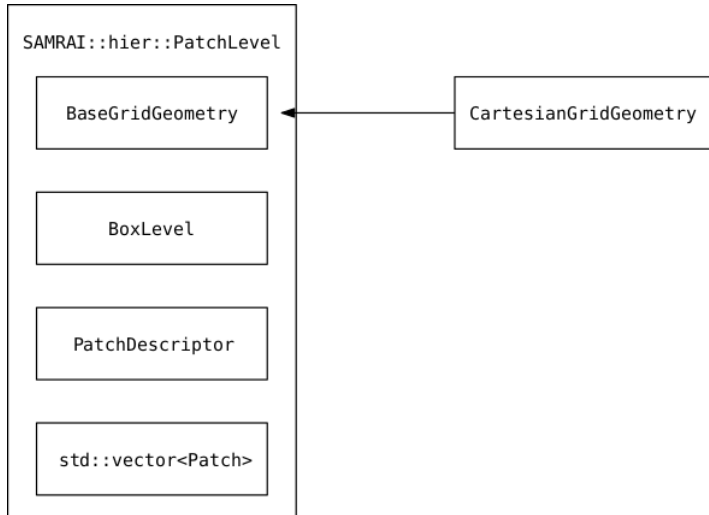 SAMRAI::hier::PatchLevel
BaseGridGeometry
CartesianGridGeometry
BoxLevel
PatchDescriptor
std::vector<Patch>